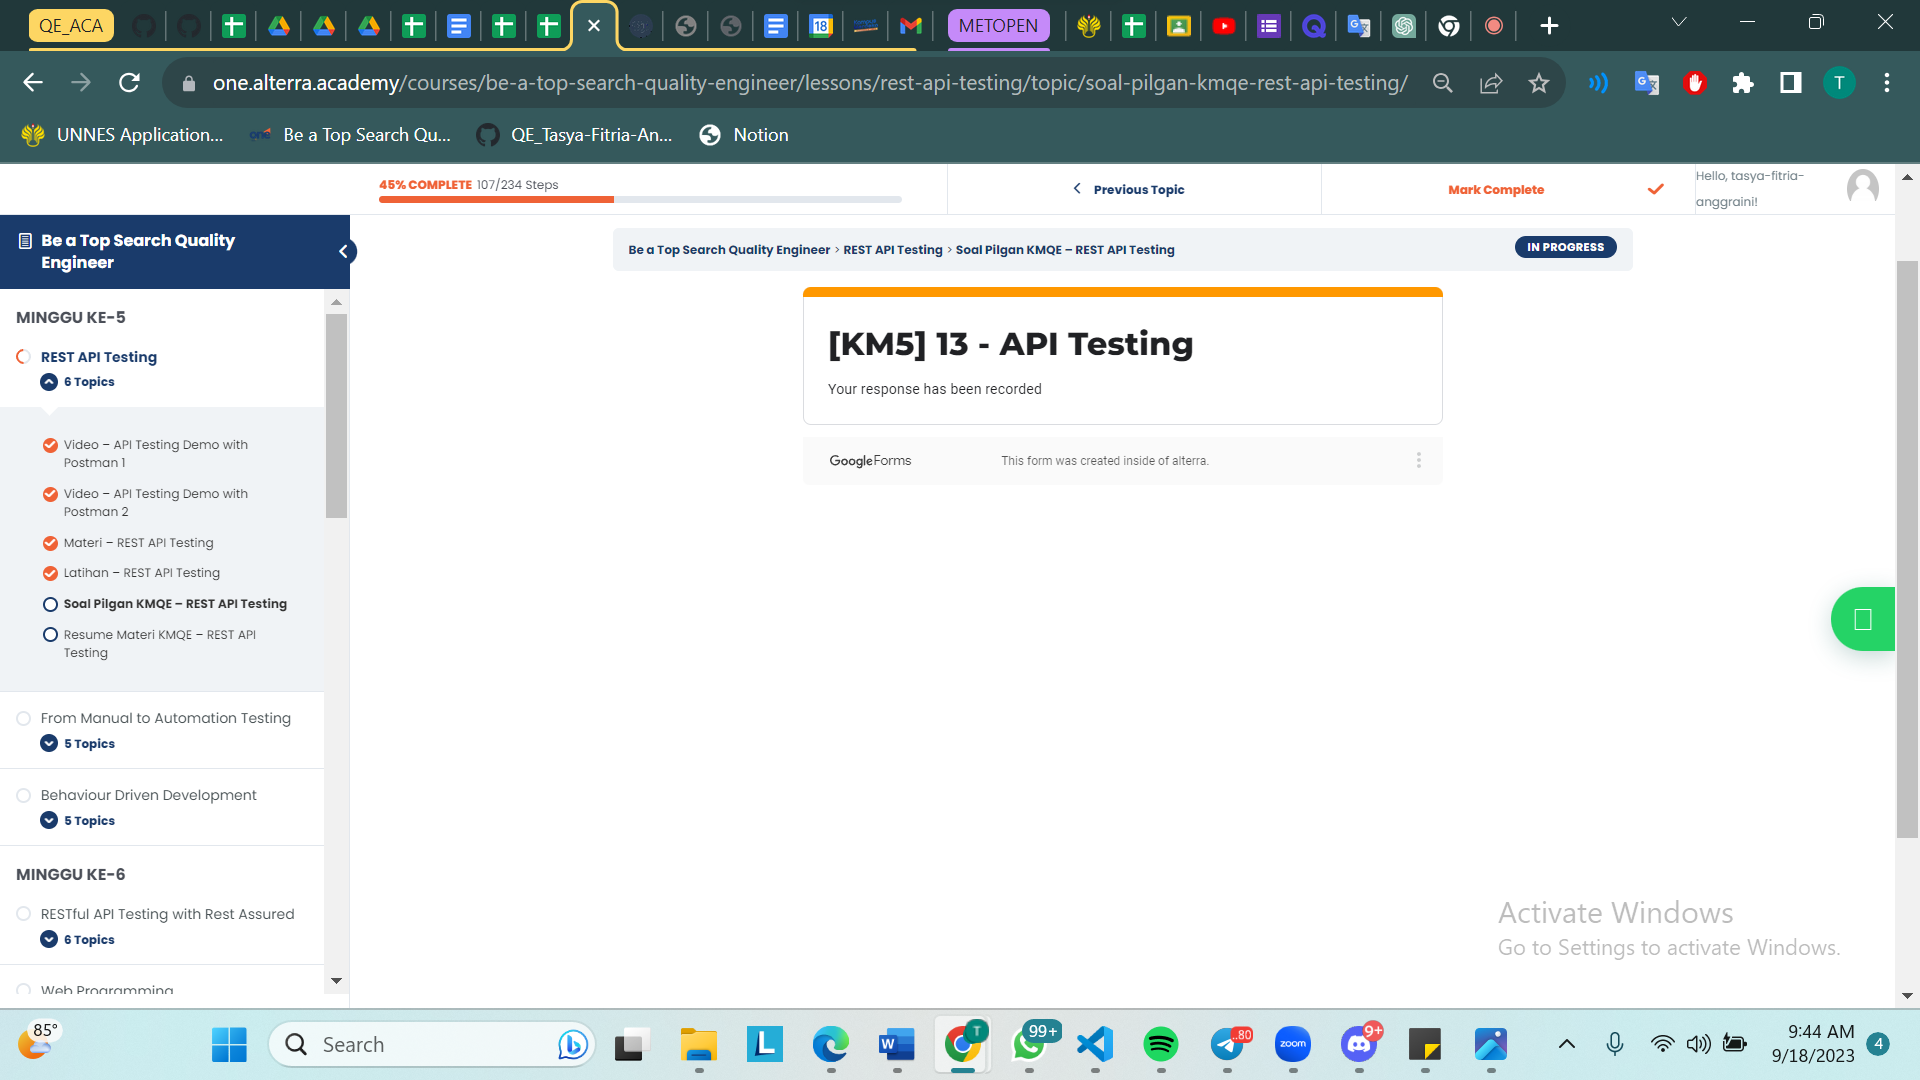 QE_ACA
18
METOPEN
one.alterra.academy/courses/be-a-top-search-quality-engineer/lessons/rest-api-testing/topic/soal-pilgan-kmqe-rest-api-testing/
T
UNNES Application...
one
Be a Top Search Qu...
QE_Tasya-Fitria-An...
Notion
45% COMPLETE 107/234 Steps
Previous Topic
Mark Complete
Hello, tasya-fitria-
anggraini!
Be a Top Search Quality
Engineer
Be a Top Search Quality Engineer > REST API Testing > Soal Pilgan KMQE – REST API Testing
IN PROGRESS
MINGGU KE-5
REST API Testing
6 Topics
Video – API Testing Demo with
Postman 1
Video – API Testing Demo with
Postman 2
Materi – REST API Testing
Latihan – REST API Testing
Soal Pilgan KMQE – REST API Testing
Resume Materi KMQE – REST API
Testing
From Manual to Automation Testing
5 Topics
Behaviour Driven Development
5 Topics
MINGGU KE-6
RESTful API Testing with Rest Assured
6 Topics
Web Programming
[KM5] 13 - API Testing
Your response has been recorded
Google Forms
This form was created inside of alterra.
Activate Windows
Go to Settings to activate Windows.
85°
Search
L
W
T
99+
..80
zoom
9+
9:44 AM
9/18/2023
4